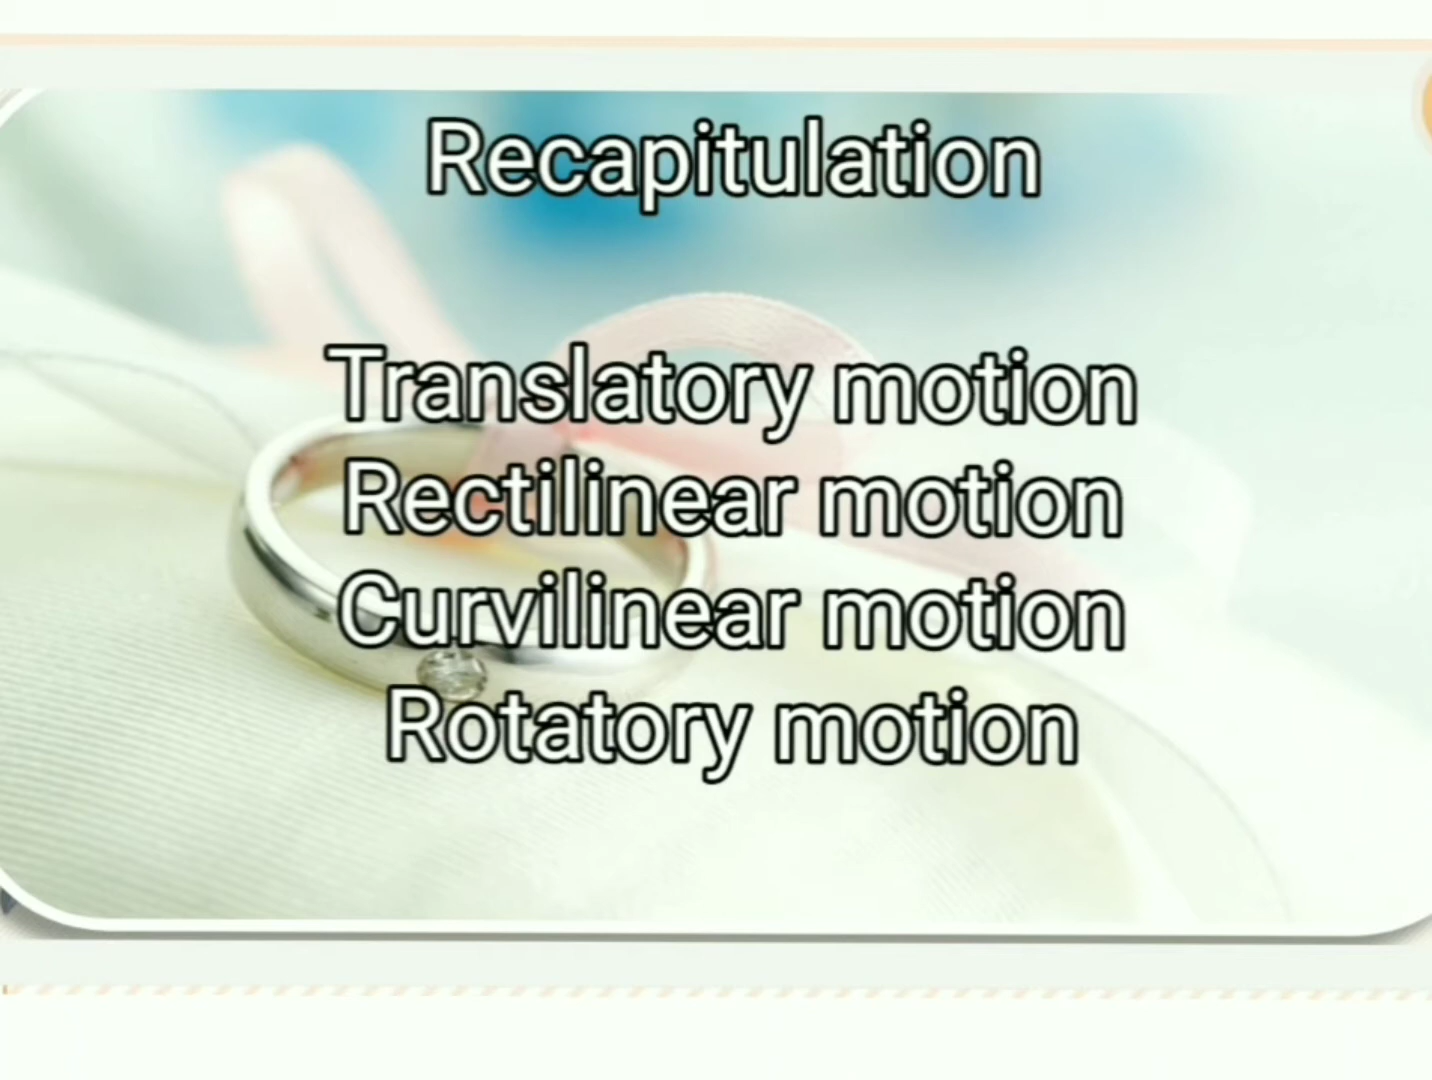 Recapitulation
Translatory motion
Rectilinear motion
Curvilinear motion
Rotatory motion